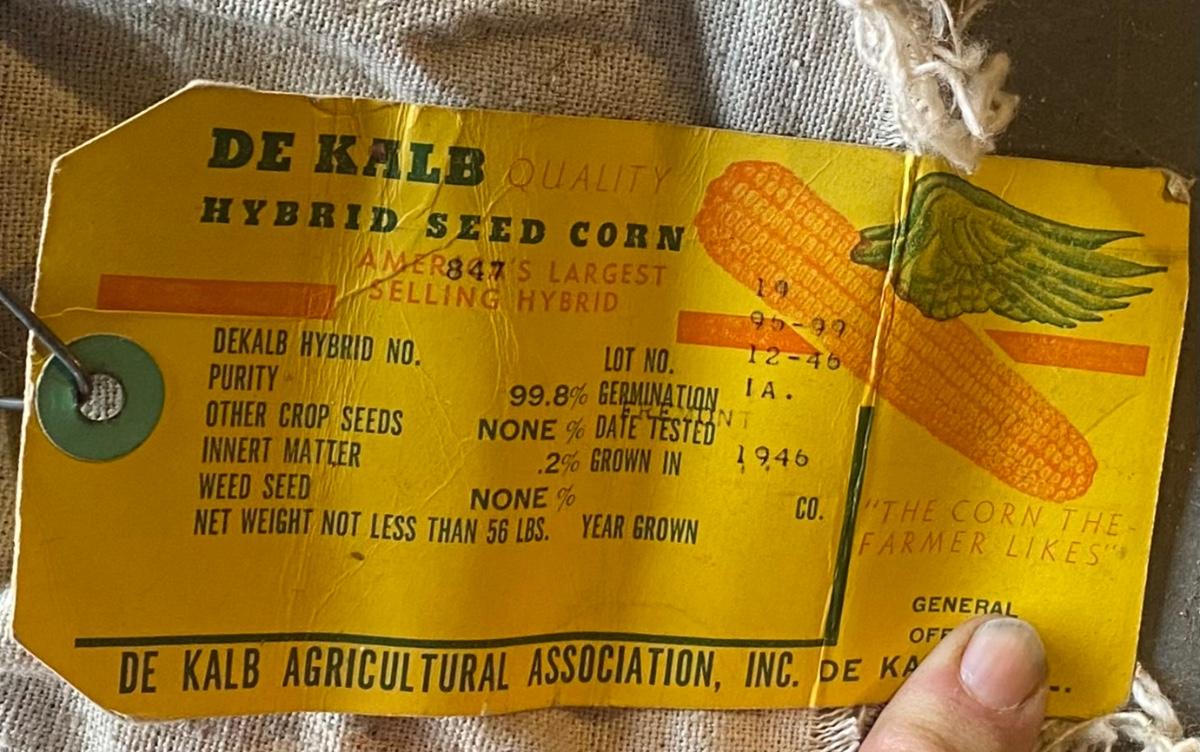 DE KALB QUALITY
HYBRID SEED CORN
AMERICA'S LARGEST
847
SELLING HYBRID
19
95-99
DEKALB HYBRID NO. LOT NO. 12-46
PURITY 99.8% GERMINATION IA.
FREMONT
OTHER CROP SEEDS NONE % DATE TESTED
INNERT MATTER .2% GROWN IN 1946
WEED SEED NONE % CO.
NET WEIGHT NOT LESS THAN 56 LBS. YEAR GROWN
"THE CORN THE-
FARMER LIKES"
GENERAL
DE KALB AGRICULTURAL ASSOCIATION, INC. DE